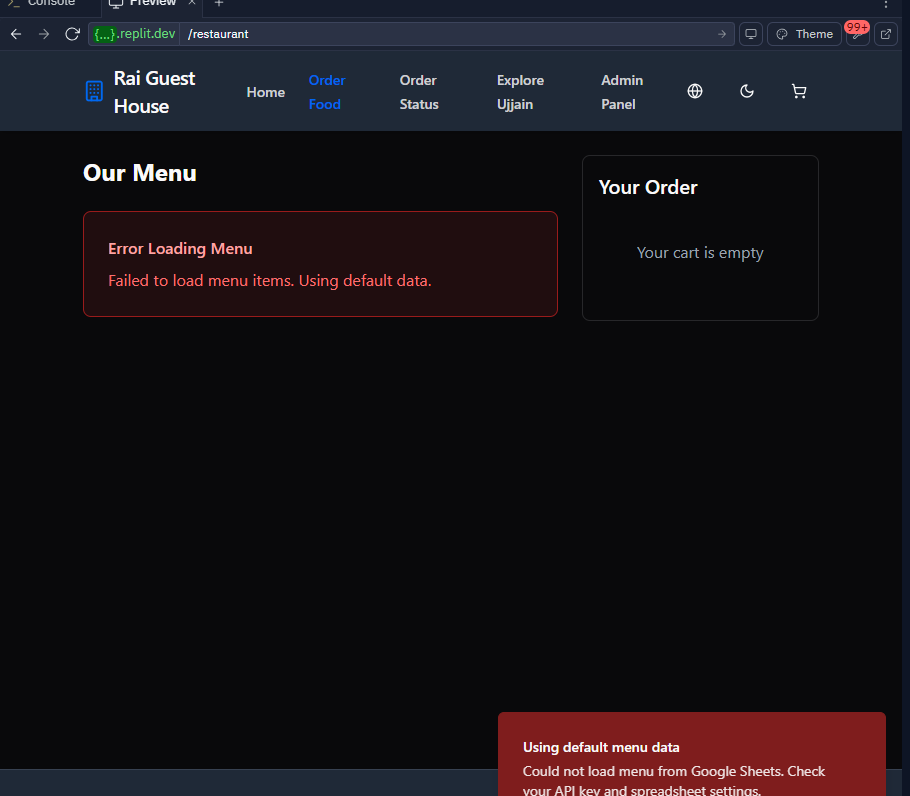 Console
Preview
{...}.replit.dev /restaurant
Theme
99+
Rai Guest
House
Home
Order
Food
Order
Status
Explore
Ujjain
Admin
Panel
Our Menu
Error Loading Menu
Failed to load menu items. Using default data.
Your Order
Your cart is empty
Using default menu data
Could not load menu from Google Sheets. Check
your API key and spreadsheet settings.